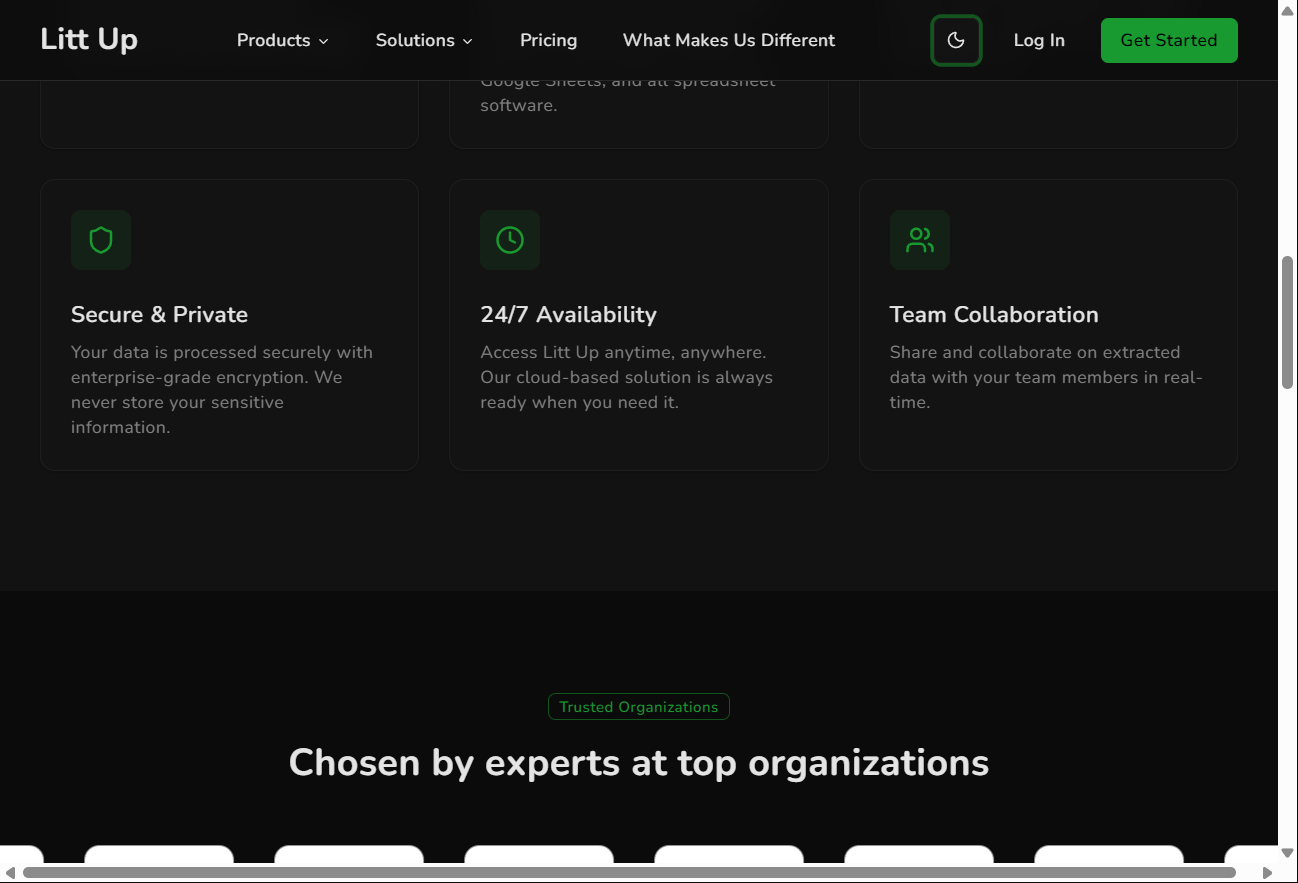 Litt Up
Products
Solutions
Pricing
What Makes Us Different
Log In
Get Started
Google Sheets, and all spreadsheet
software.
Secure & Private
Your data is processed securely with
enterprise-grade encryption. We
never store your sensitive
information.
24/7 Availability
Access Litt Up anytime, anywhere.
Our cloud-based solution is always
ready when you need it.
Team Collaboration
Share and collaborate on extracted
data with your team members in real-
time.
Trusted Organizations
Chosen by experts at top organizations